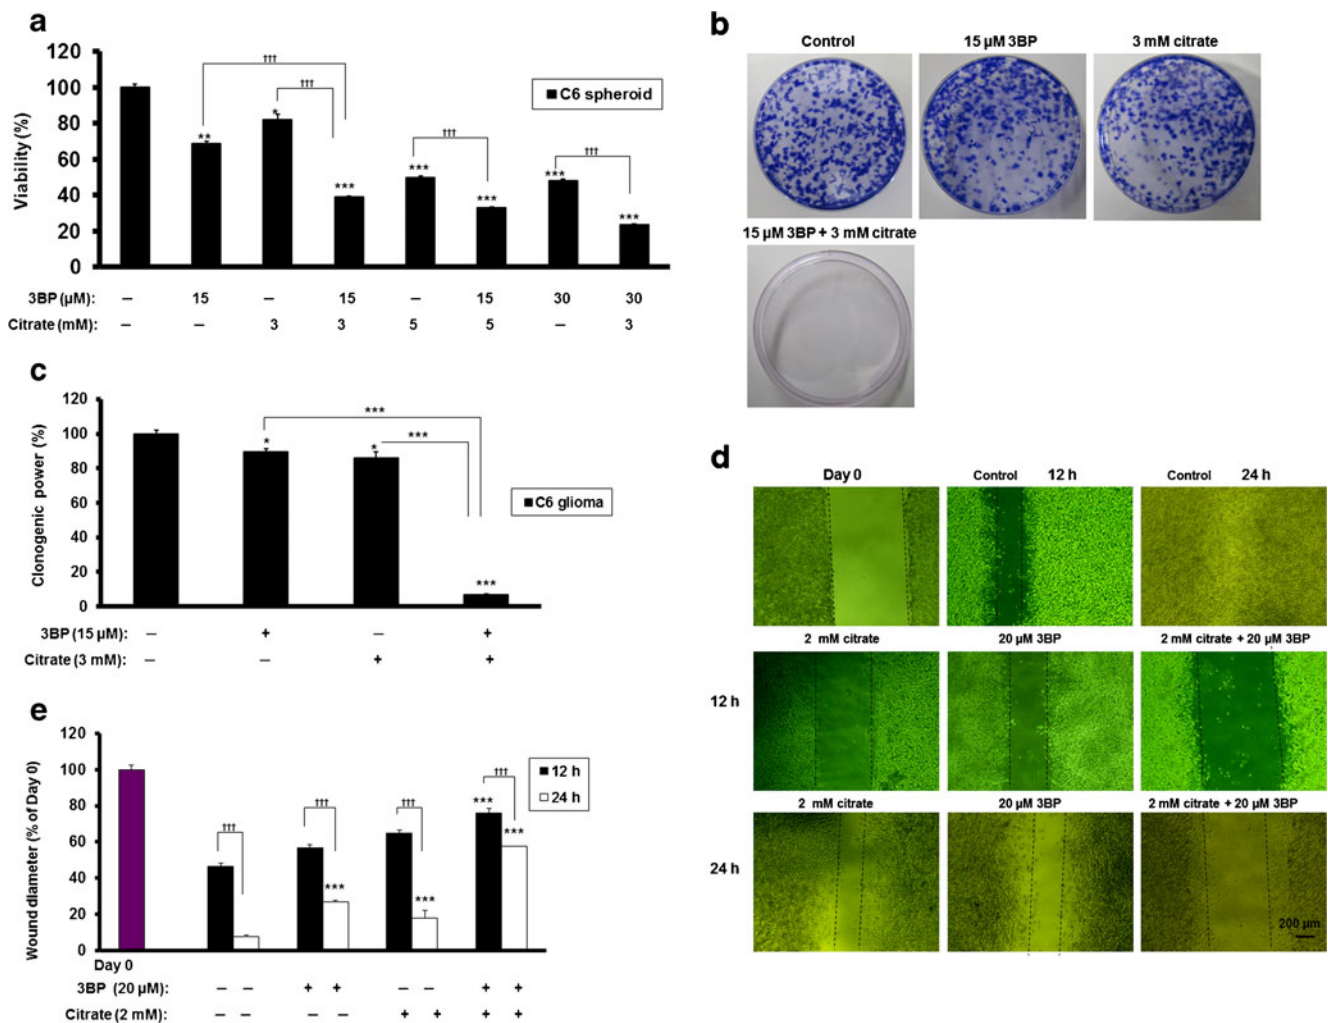 a
120
100
80
60
40
20
0
Viability (%)
C6 spheroid
**
*
***
***
***
***
***
†††
†††
†††
†††
3BP (µM): – 15 – 15 – 15 30 30
Citrate (mM): – – 3 3 5 5 – 3
b
Control
15 µM 3BP
3 mM citrate
15 µM 3BP + 3 mM citrate
c
120
100
80
60
40
20
0
Clonogenic power (%)
C6 glioma
*
*
***
***
***
3BP (15 µM): – + – +
Citrate (3 mM): – – + +
d
Day 0
Control 12 h
Control 24 h
12 h
2 mM citrate
20 µM 3BP
2 mM citrate + 20 µM 3BP
24 h
2 mM citrate
20 µM 3BP
2 mM citrate + 20 µM 3BP
200 µm
e
120
100
80
60
40
20
0
Wound diameter (% of Day 0)
12 h
24 h
†††
†††
†††
†††
***
***
***
***
Day 0
3BP (20 µM): – – + + – – + +
Citrate (2 mM): – – – – + + + +